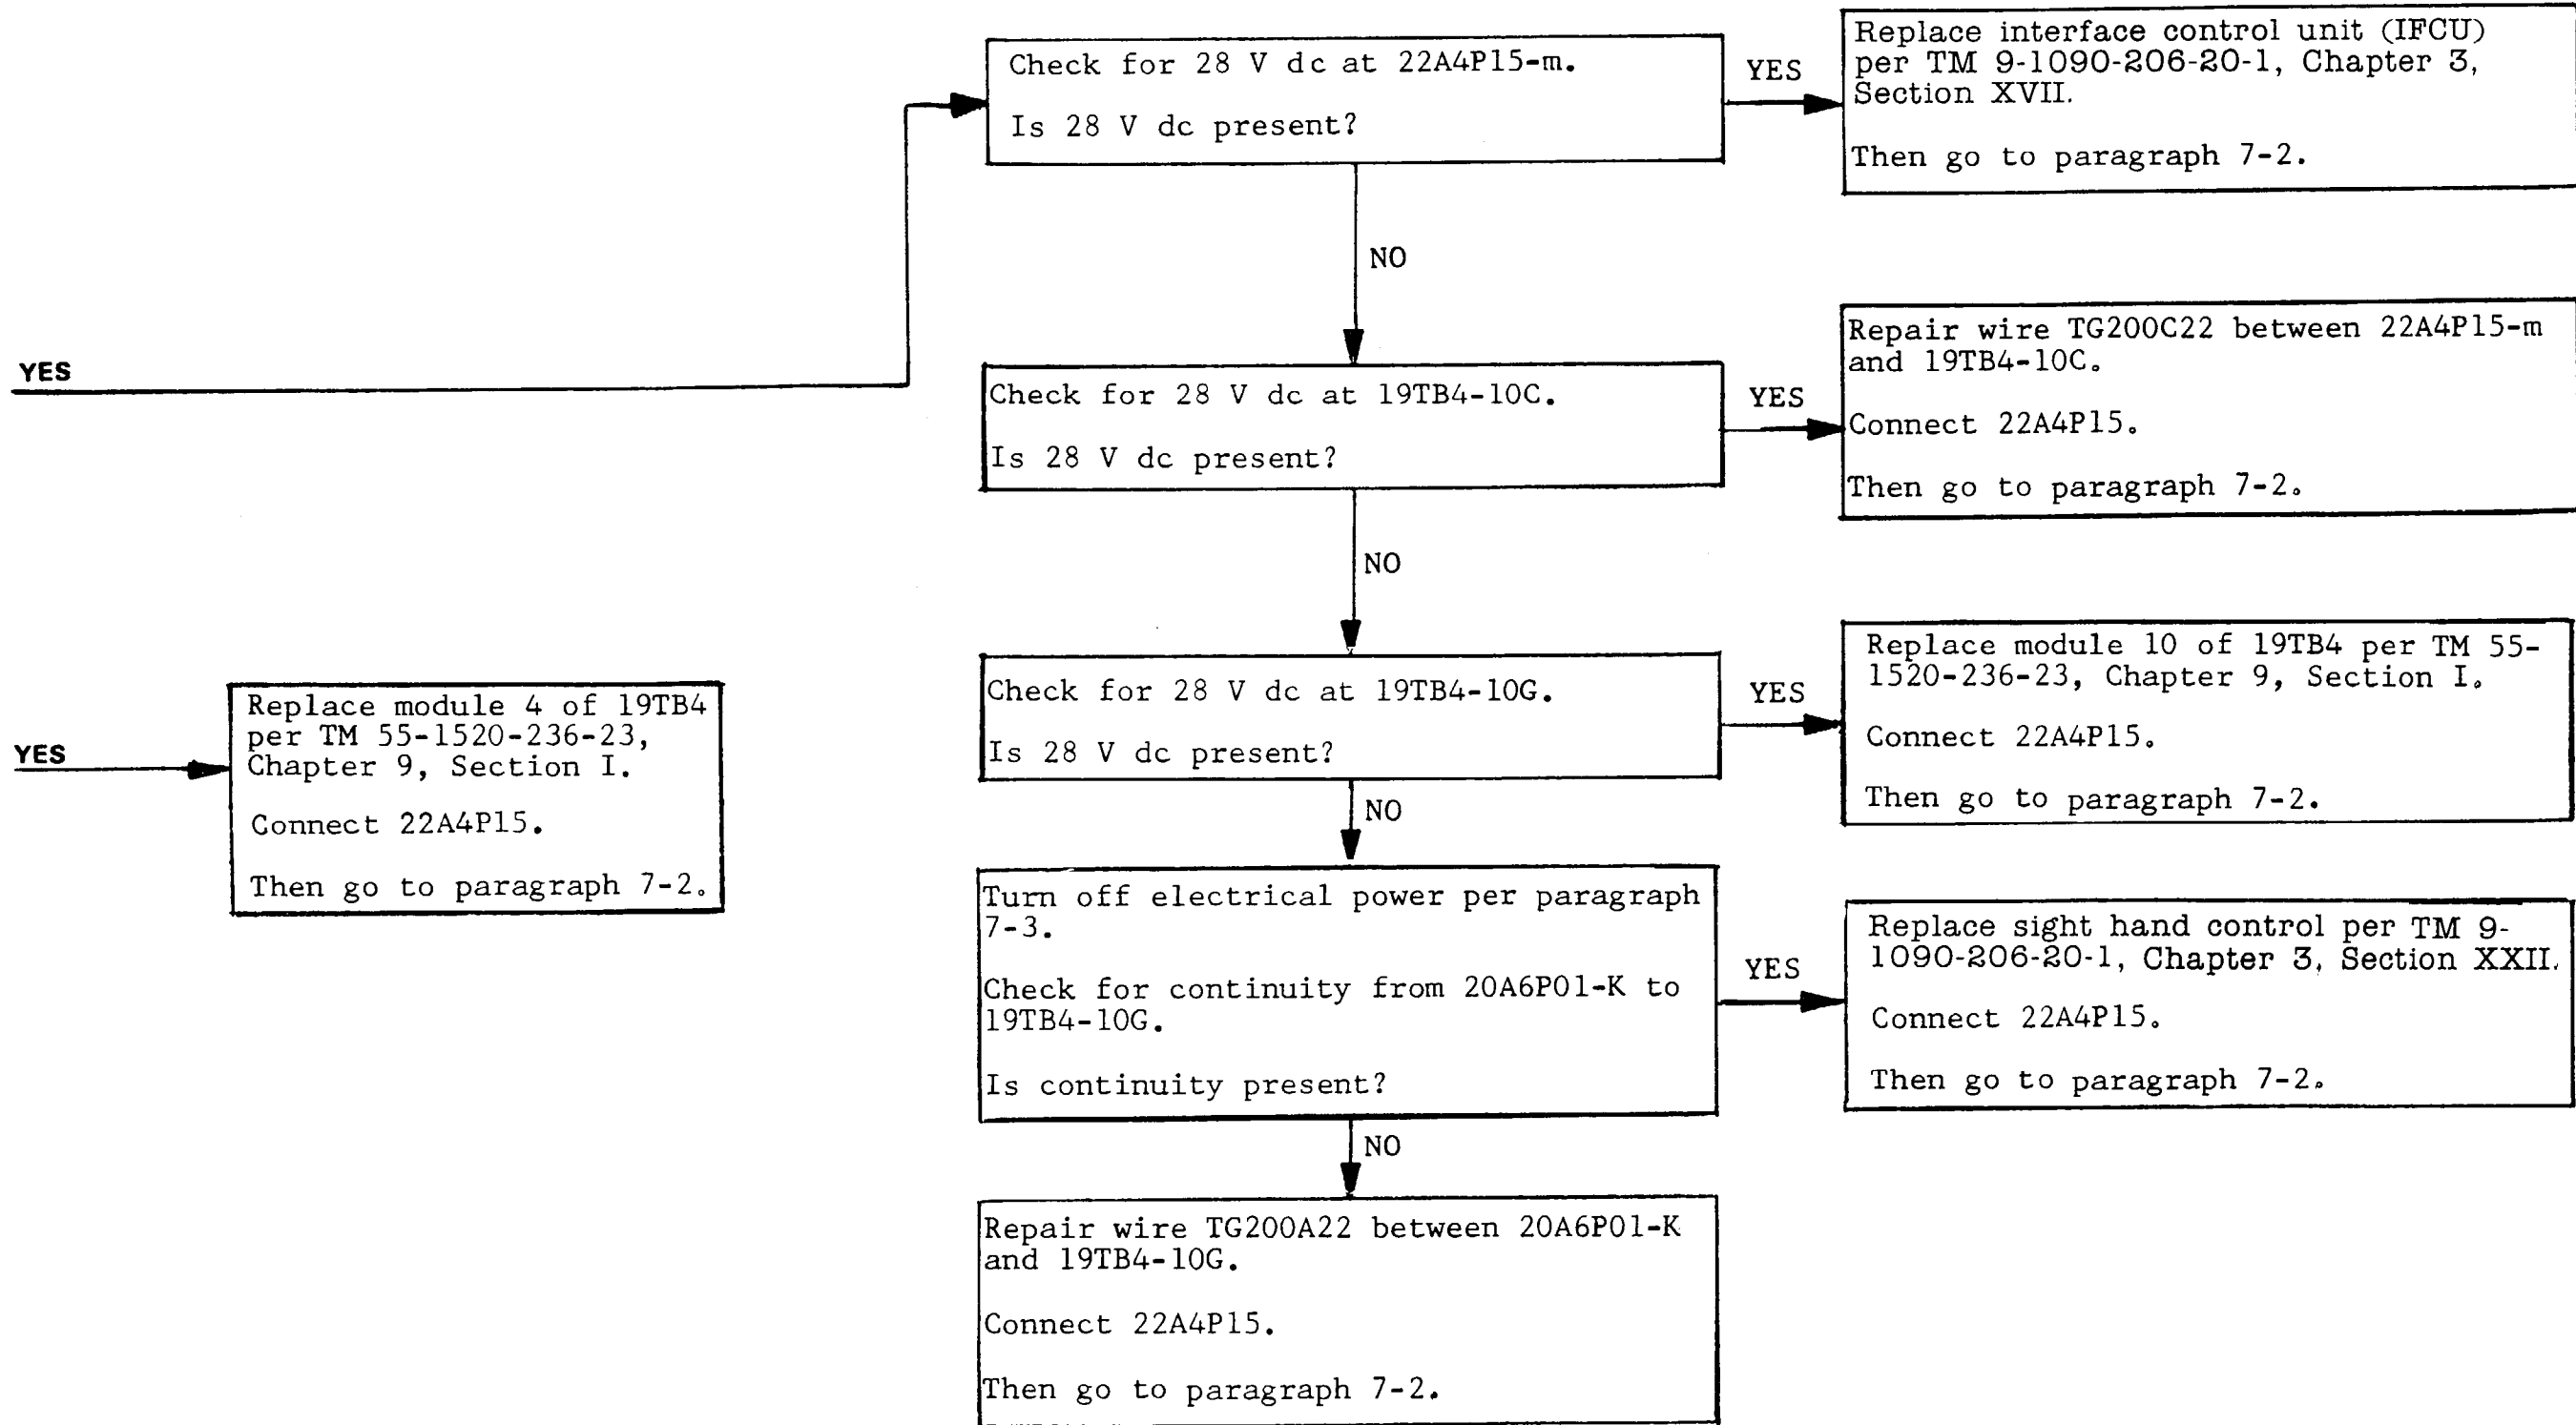 Check for 28 V dc at 22A4P15-m.
Is 28 V dc present?
YES
Replace interface control unit (IFCU)
per TM 9-1090-206-20-1, Chapter 3,
Section XVII.
Then go to paragraph 7-2.
NO
YES
Check for 28 V dc at 19TB4-10C.
Is 28 V dc present?
YES
Repair wire TG200C22 between 22A4P15-m
and 19TB4-10C.
Connect 22A4P15.
Then go to paragraph 7-2.
NO
Check for 28 V dc at 19TB4-10G.
Is 28 V dc present?
YES
Replace module 10 of 19TB4 per TM 55-
1520-236-23, Chapter 9, Section I.
Connect 22A4P15.
Then go to paragraph 7-2.
YES
Replace module 4 of 19TB4
per TM 55-1520-236-23,
Chapter 9, Section I.
Connect 22A4P15.
Then go to paragraph 7-2.
NO
Turn off electrical power per paragraph
7-3.
Check for continuity from 20A6P01-K to
19TB4-10G.
Is continuity present?
YES
Replace sight hand control per TM 9-
1090-206-20-1, Chapter 3, Section XXII.
Connect 22A4P15.
Then go to paragraph 7-2.
NO
Repair wire TG200A22 between 20A6P01-K
and 19TB4-10G.
Connect 22A4P15.
Then go to paragraph 7-2.